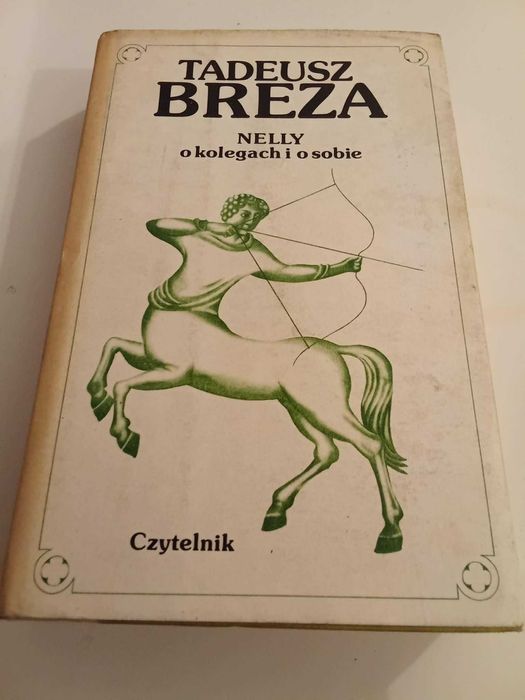 TADEUSZ
BREZA
NELLY
o kolegach i o sobie
Czytelnik